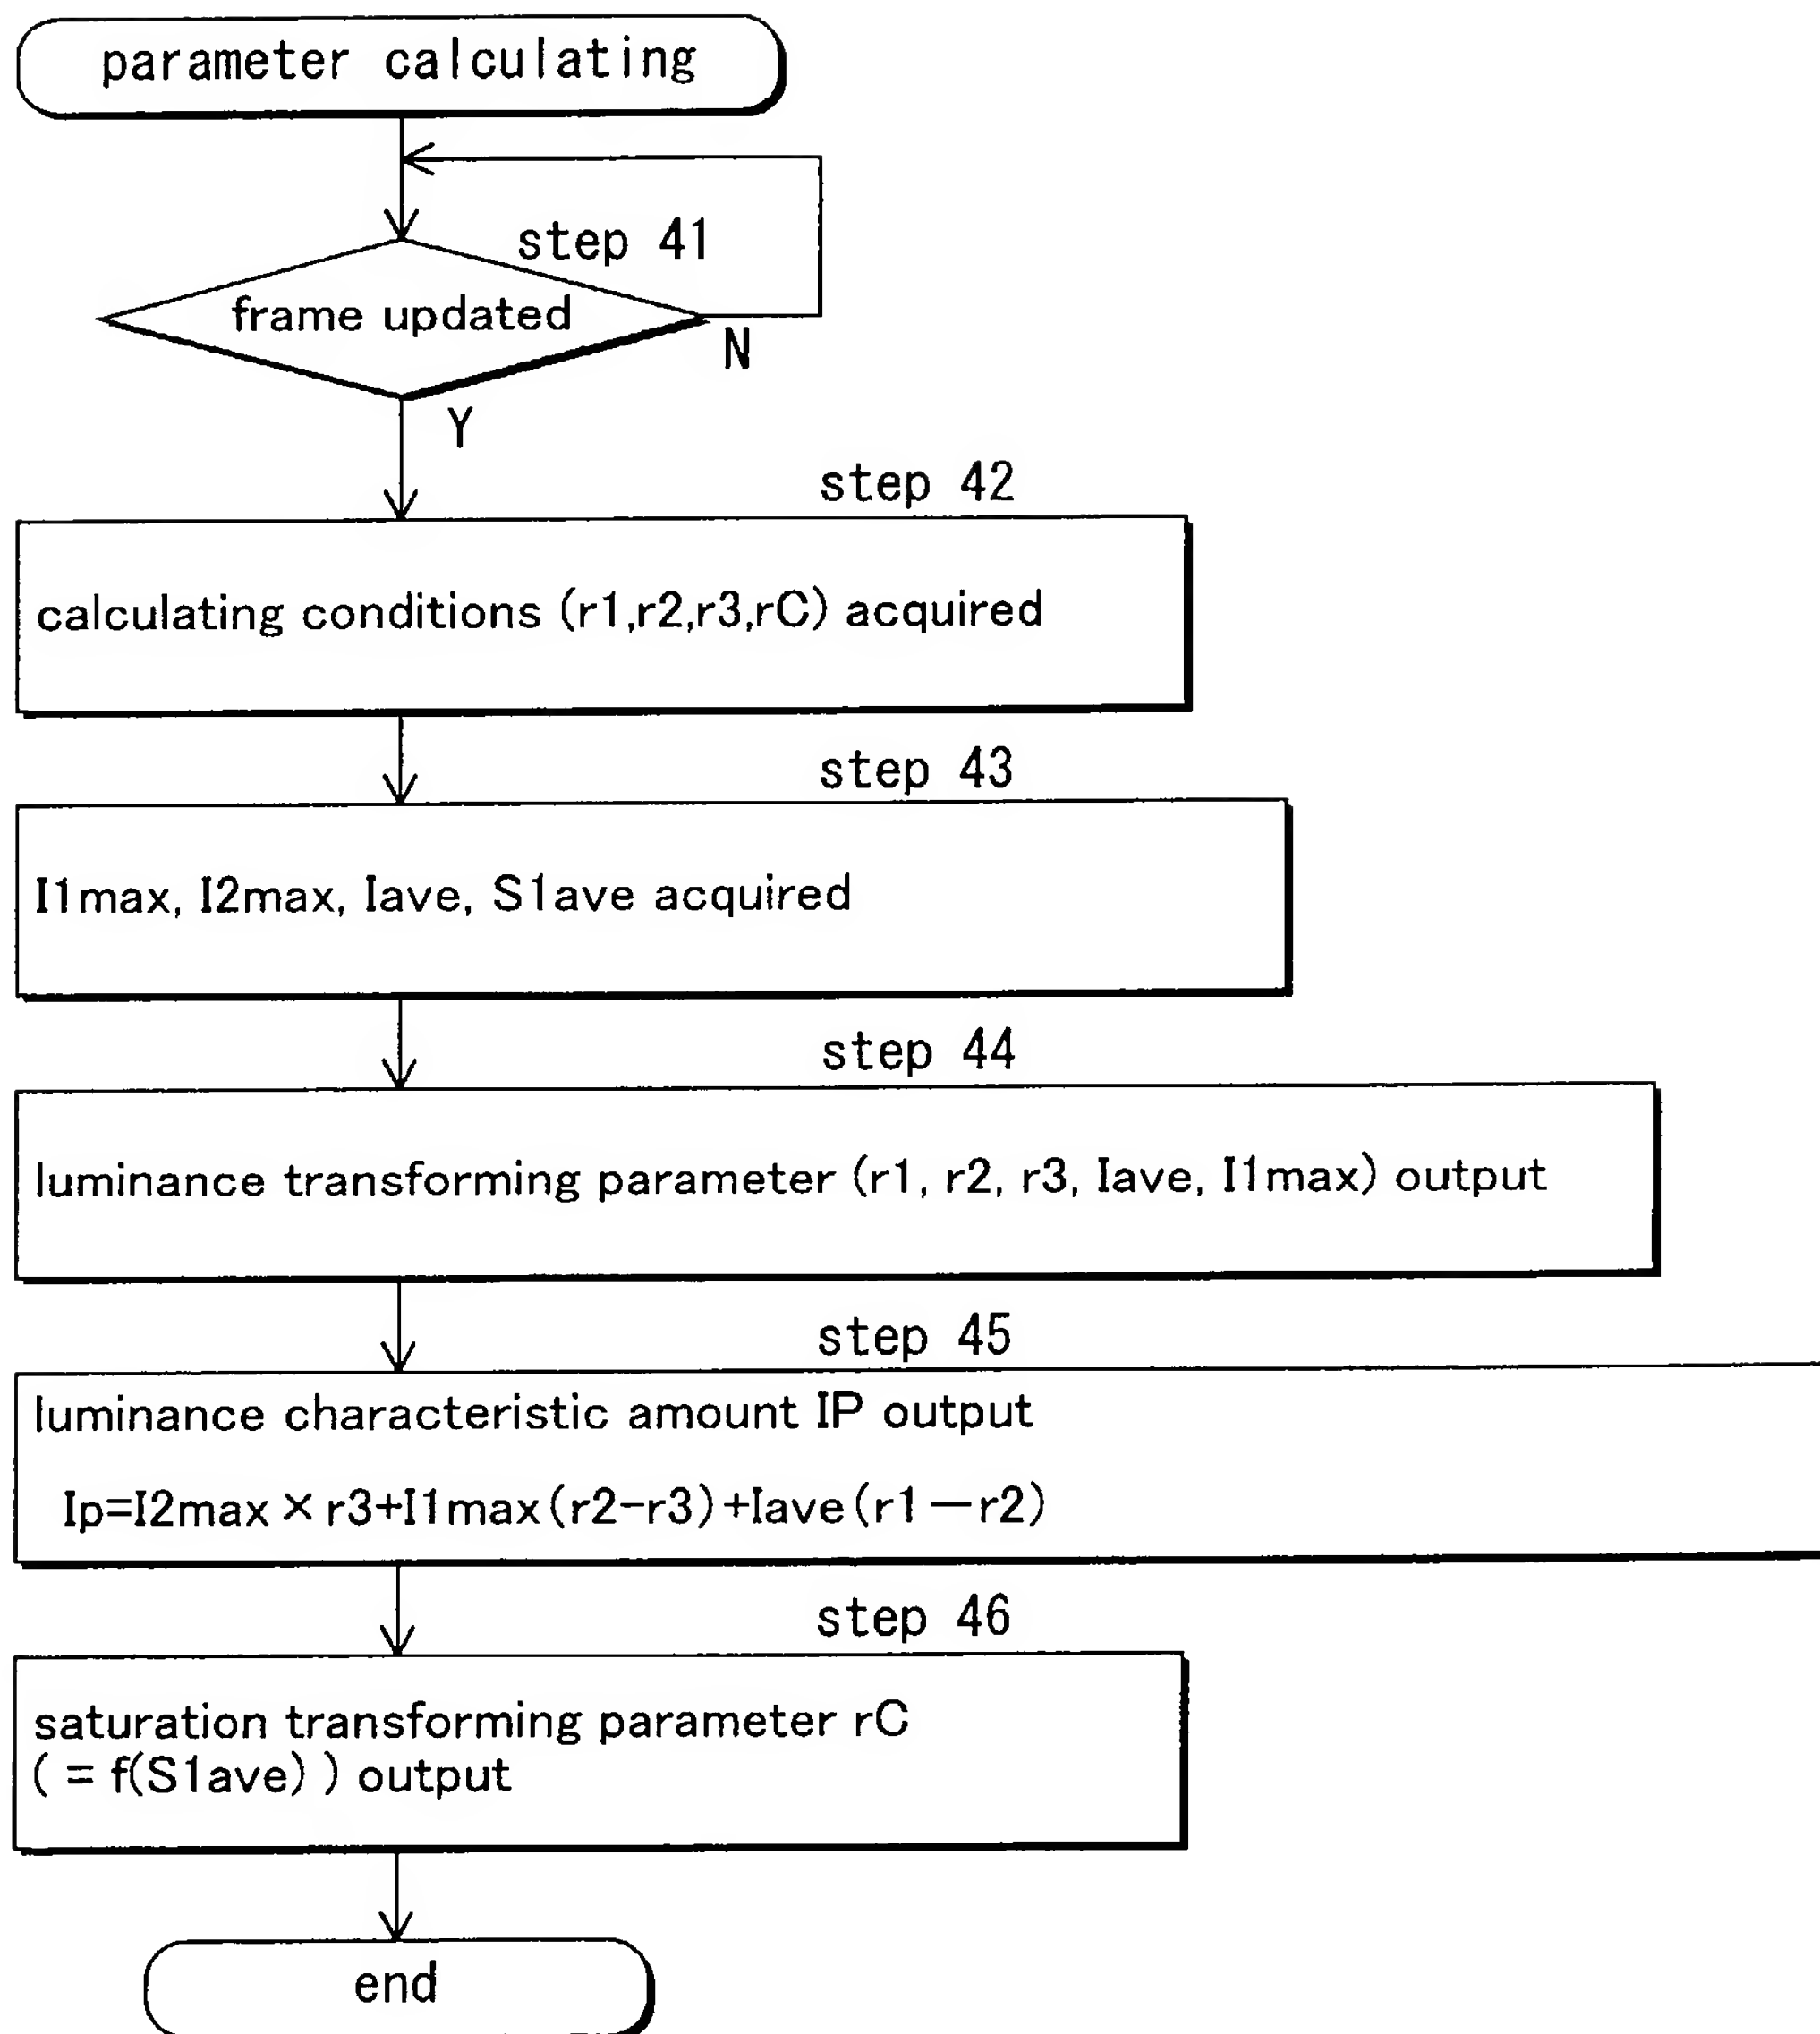 parameter calculating
step 41
frame updated
N
Y
step 42
calculating conditions (r1,r2,r3,rC) acquired
step 43
I1max, I2max, Iave, S1ave acquired
step 44
luminance transforming parameter (r1, r2, r3, Iave, I1max) output
step 45
luminance characteristic amount IP output
Ip=I2max×r3+I1max(r2-r3)+Iave(r1—r2)
step 46
saturation transforming parameter rC
( = f(S1ave) ) output
end